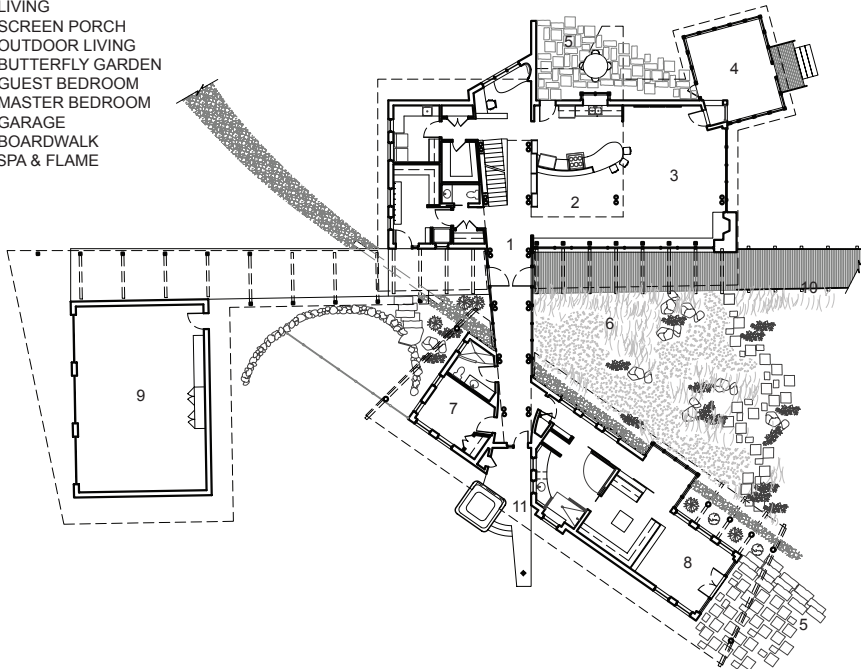 LIVING
SCREEN PORCH
OUTDOOR LIVING
BUTTERFLY GARDEN
GUEST BEDROOM
MASTER BEDROOM
GARAGE
BOARDWALK
SPA & FLAME
5
4
3
2
1
10
6
9
7
11
8
5